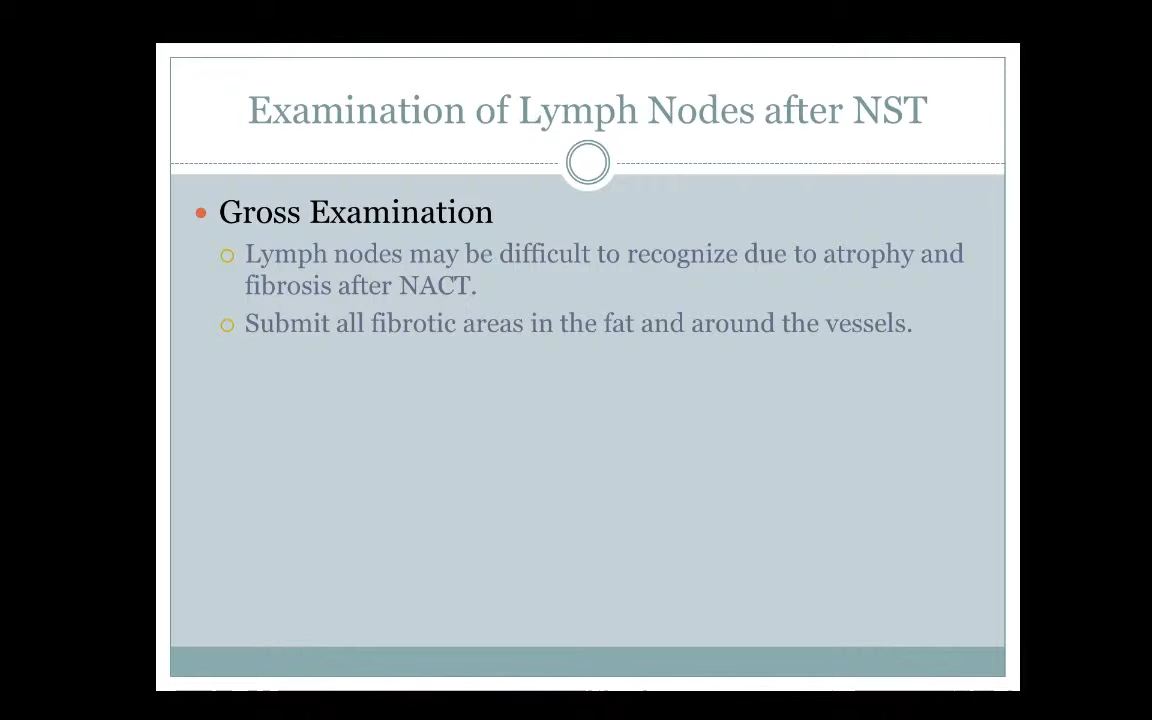 Examination of Lymph Nodes after NST
Gross Examination
Lymph nodes may be difficult to recognize due to atrophy and
fibrosis after NACT.
Submit all fibrotic areas in the fat and around the vessels.